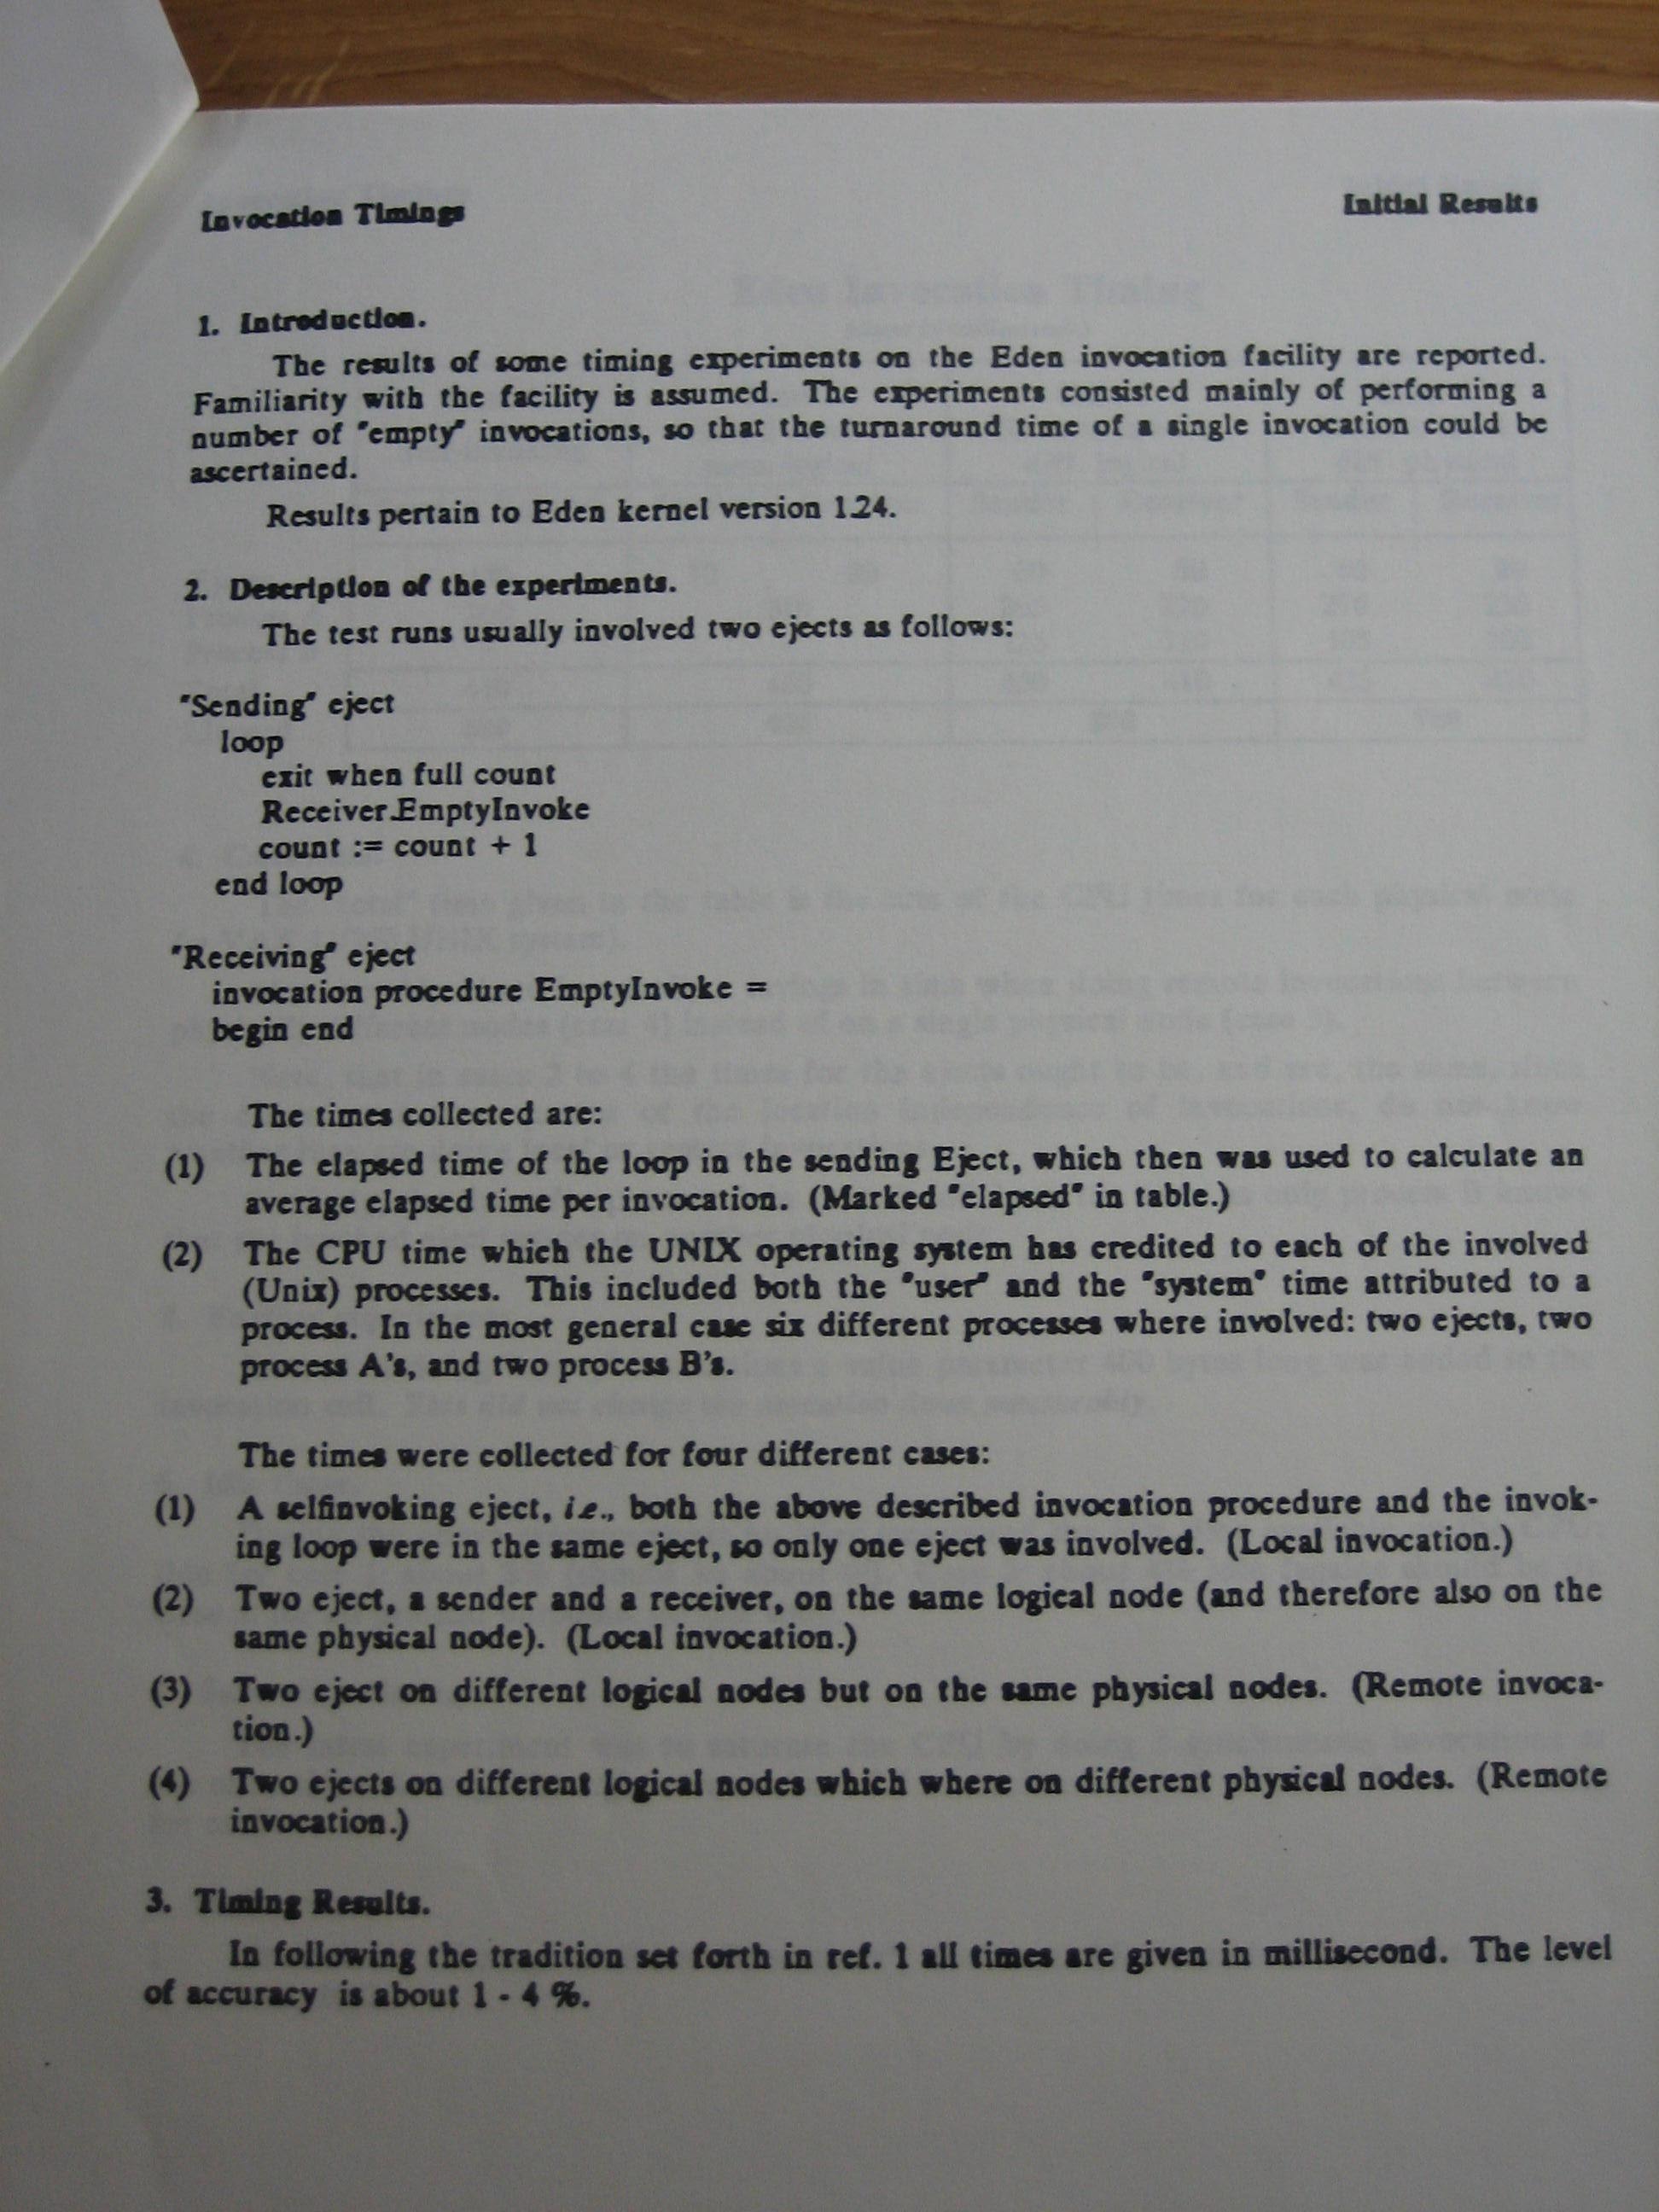 Invocation Timings Initial Results
1. Introduction.
The results of some timing experiments on the Eden invocation facility are reported.
Familiarity with the facility is assumed. The experiments consisted mainly of performing a
number of "empty" invocations, so that the turnaround time of a single invocation could be
ascertained.
Results pertain to Eden kernel version 1.24.
2. Description of the experiments.
The test runs usually involved two ejects as follows:
"Sending" eject
loop
exit when full count
Receiver.EmptyInvoke
count := count + 1
end loop
"Receiving" eject
invocation procedure EmptyInvoke =
begin end
The times collected are:
(1) The elapsed time of the loop in the sending Eject, which then was used to calculate an
average elapsed time per invocation. (Marked "elapsed" in table.)
(2) The CPU time which the UNIX operating system has credited to each of the involved
(Unix) processes. This included both the "user" and the "system" time attributed to a
process. In the most general case six different processes where involved: two ejects, two
process A's, and two process B's.
The times were collected for four different cases:
(1) A selfinvoking eject, i.e., both the above described invocation procedure and the invok-
ing loop were in the same eject, so only one eject was involved. (Local invocation.)
(2) Two eject, a sender and a receiver, on the same logical node (and therefore also on the
same physical node). (Local invocation.)
(3) Two eject on different logical nodes but on the same physical nodes. (Remote invoca-
tion.)
(4) Two ejects on different logical nodes which where on different physical nodes. (Remote
invocation.)
3. Timing Results.
In following the tradition set forth in ref. 1 all times are given in millisecond. The level
of accuracy is about 1 - 4 %.